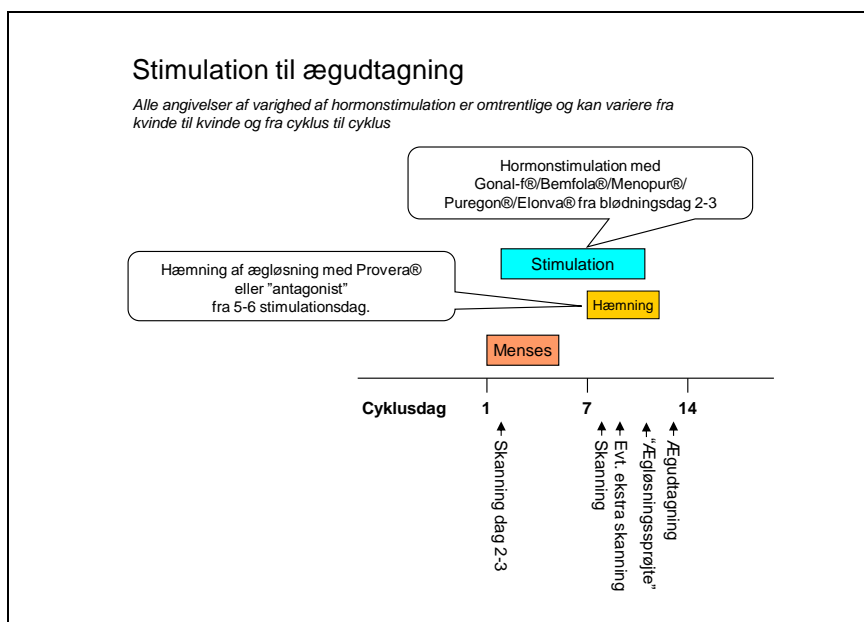 Stimulation til ægudtagning
Alle angivelser af varighed af hormonstimulation er omtrentlige og kan variere fra
kvinde til kvinde og fra cyklus til cyklus
Hormonstimulation med
Gonal-f®/Bemfola®/Menopur®/
Puregon®/Elonva® fra blødningsdag 2-3
Stimulation
Hæmning af ægløsning med Provera®
eller ”antagonist”
fra 5-6 stimulationsdag.
Hæmning
Menses
Cyklusdag 1 7 14
Skanning dag 2-3
Skanning
Evt. ekstra skanning
“Ægløsningssprøjte”
Ægudtagning